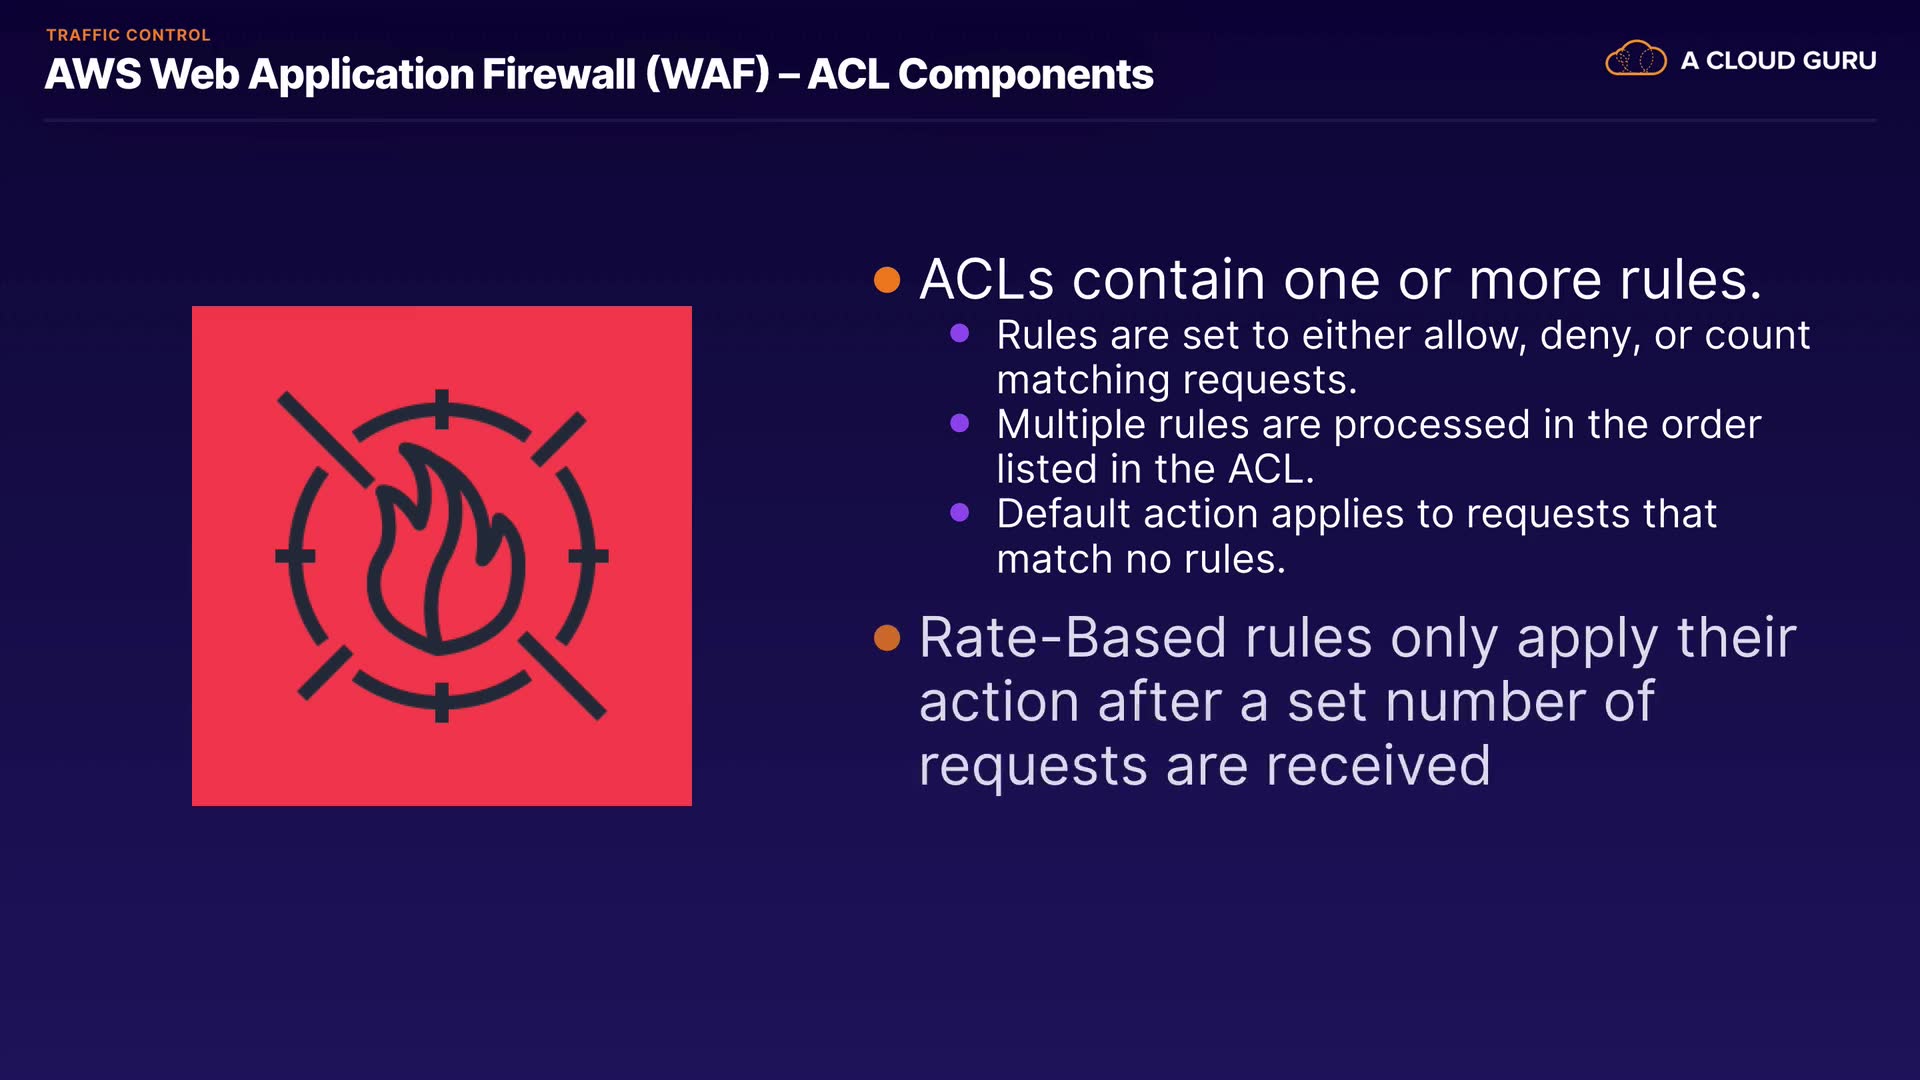 TRAFFIC CONTROL
AWS Web Application Firewall (WAF) – ACL Components
A CLOUD GURU
ACLs contain one or more rules.
Rules are set to either allow, deny, or count
matching requests.
Multiple rules are processed in the order
listed in the ACL.
Default action applies to requests that
match no rules.
Rate-Based rules only apply their
action after a set number of
requests are received